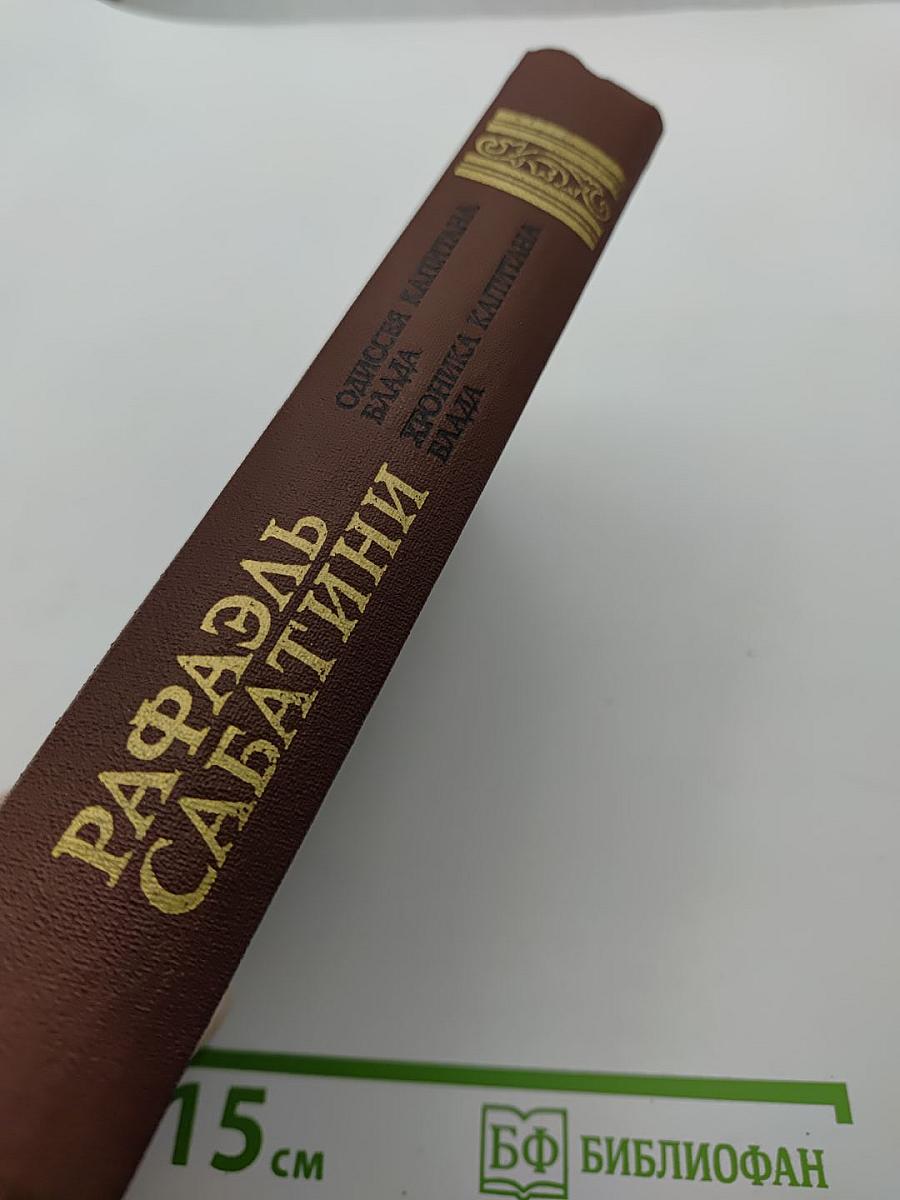 РАФАЭЛЬ
САБАТИНИ
ОДИССЕЯ КАПИТАНА
БЛАДА
ХРОНИКА КАПИТАНА
БЛАДА
15 см
БФ БИБЛИОФАН